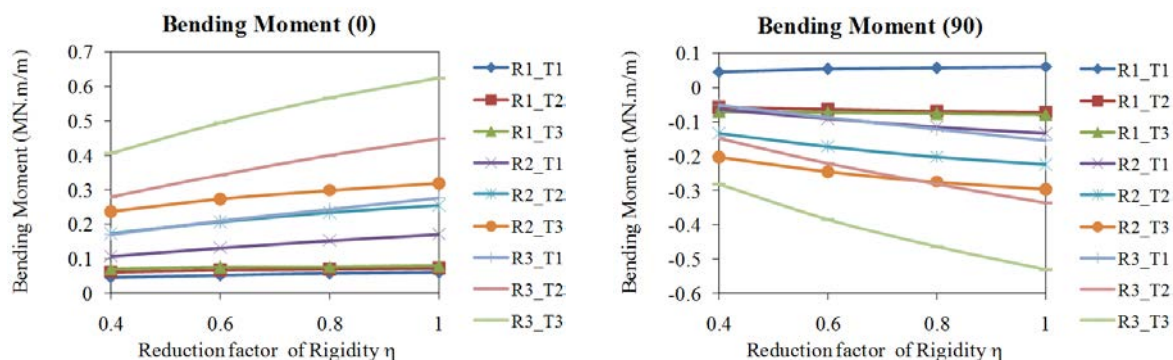 Bending Moment (0)
Bending Moment (MN.m/m)
0.7
0.6
0.5
0.4
0.3
0.2
0.1
0
0.4
0.6
0.8
1
Reduction factor of Rigidity η
R1_T1
R1_T2
R1_T3
R2_T1
R2_T2
R2_T3
R3_T1
R3_T2
R3_T3
Bending Moment (90)
Bending Moment (MN.m/m)
0.1
0
-0.1
-0.2
-0.3
-0.4
-0.5
-0.6
0.4
0.6
0.8
1
Reduction factor of Rigidity η
R1_T1
R1_T2
R1_T3
R2_T1
R2_T2
R2_T3
R3_T1
R3_T2
R3_T3